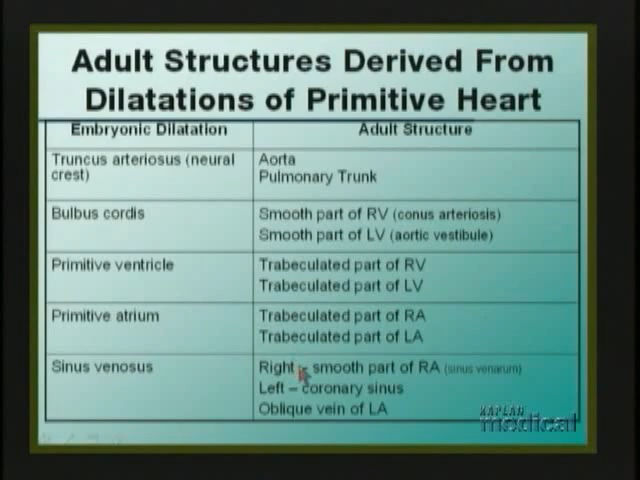 Adult Structures Derived From
Dilatations of Primitive Heart
Embryonic Dilatation Adult Structure
Truncus arteriosus (neural crest) Aorta
Pulmonary Trunk
Bulbus cordis Smooth part of RV (conus arteriosis)
Smooth part of LV (aortic vestibule)
Primitive ventricle Trabeculated part of RV
Trabeculated part of LV
Primitive atrium Trabeculated part of RA
Trabeculated part of LA
Sinus venosus Right – smooth part of RA (sinus venarum)
Left – coronary sinus
Oblique vein of LA
KAPLAN
medical